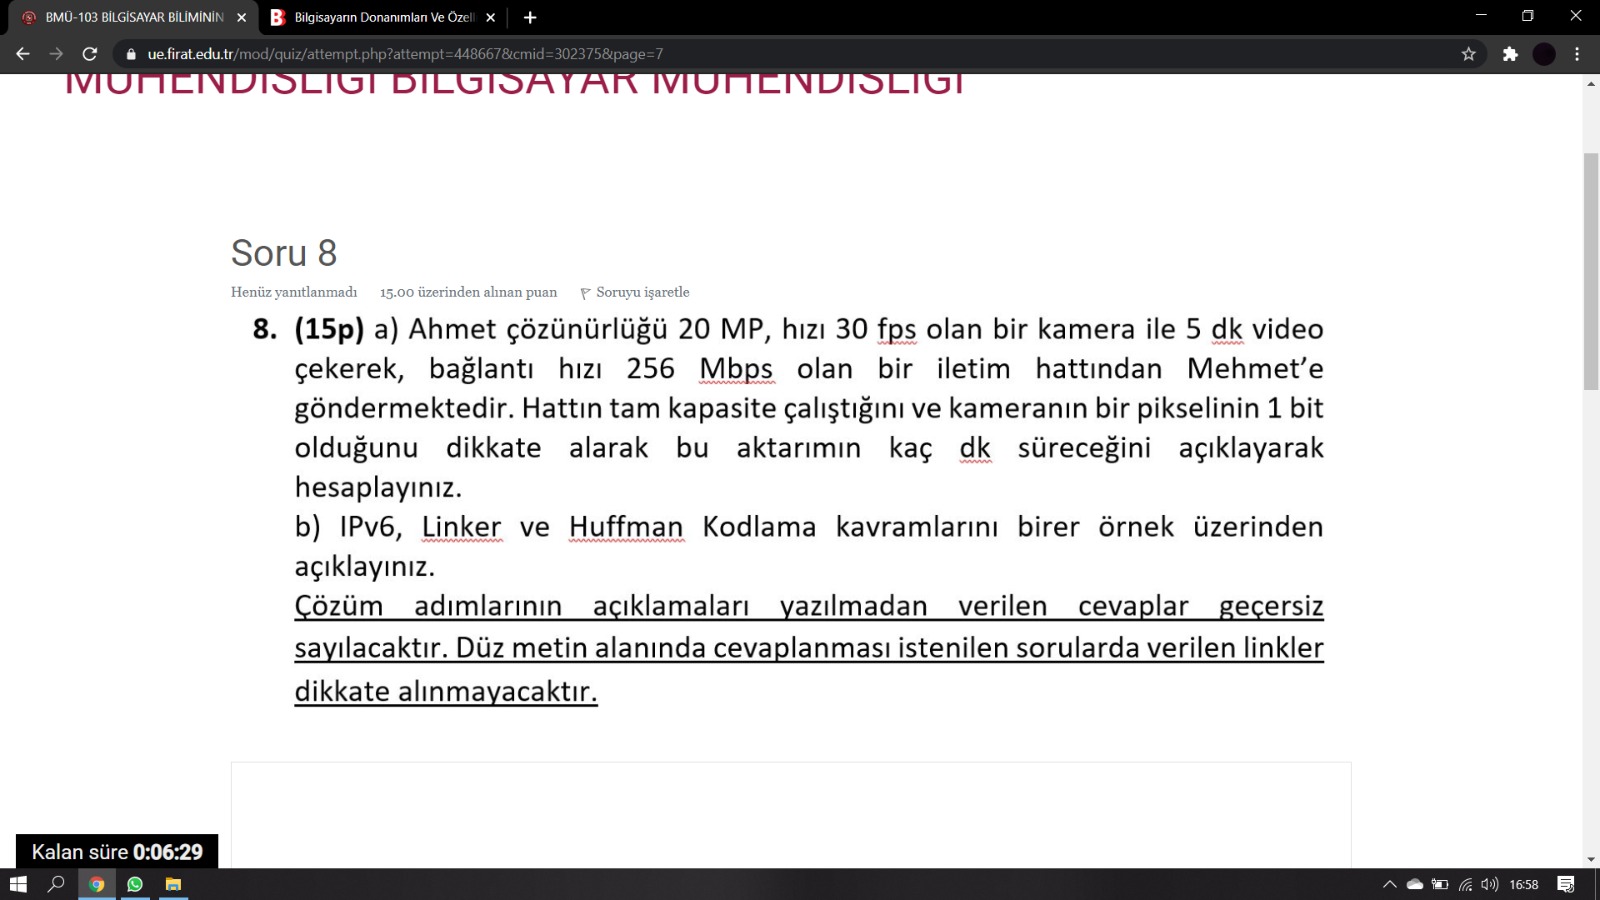 BMÜ-103 BİLGİSAYAR BİLİMİNİN
Bilgisayarın Donanımları Ve Özell
ue.firat.edu.tr/mod/quiz/attempt.php?attempt=448667&cmid=302375&page=7
MÜHENDİSLİĞİ BİLGİSAYAR MÜHENDİSLİĞİ
Soru 8
Henüz yanıtlanmadı 15.00 üzerinden alınan puan Soruyu işaretle
8. (15p) a) Ahmet çözünürlüğü 20 MP, hızı 30 fps olan bir kamera ile 5 dk video
çekerek, bağlantı hızı 256 Mbps olan bir iletim hattından Mehmet’e
göndermektedir. Hattın tam kapasite çalıştığını ve kameranın bir pikselinin 1 bit
olduğunu dikkate alarak bu aktarımın kaç dk süreceğini açıklayarak
hesaplayınız.
b) IPv6, Linker ve Huffman Kodlama kavramlarını birer örnek üzerinden
açıklayınız.
Çözüm adımlarının açıklamaları yazılmadan verilen cevaplar geçersiz
sayılacaktır. Düz metin alanında cevaplanması istenilen sorularda verilen linkler
dikkate alınmayacaktır.
Kalan süre 0:06:29
16:58